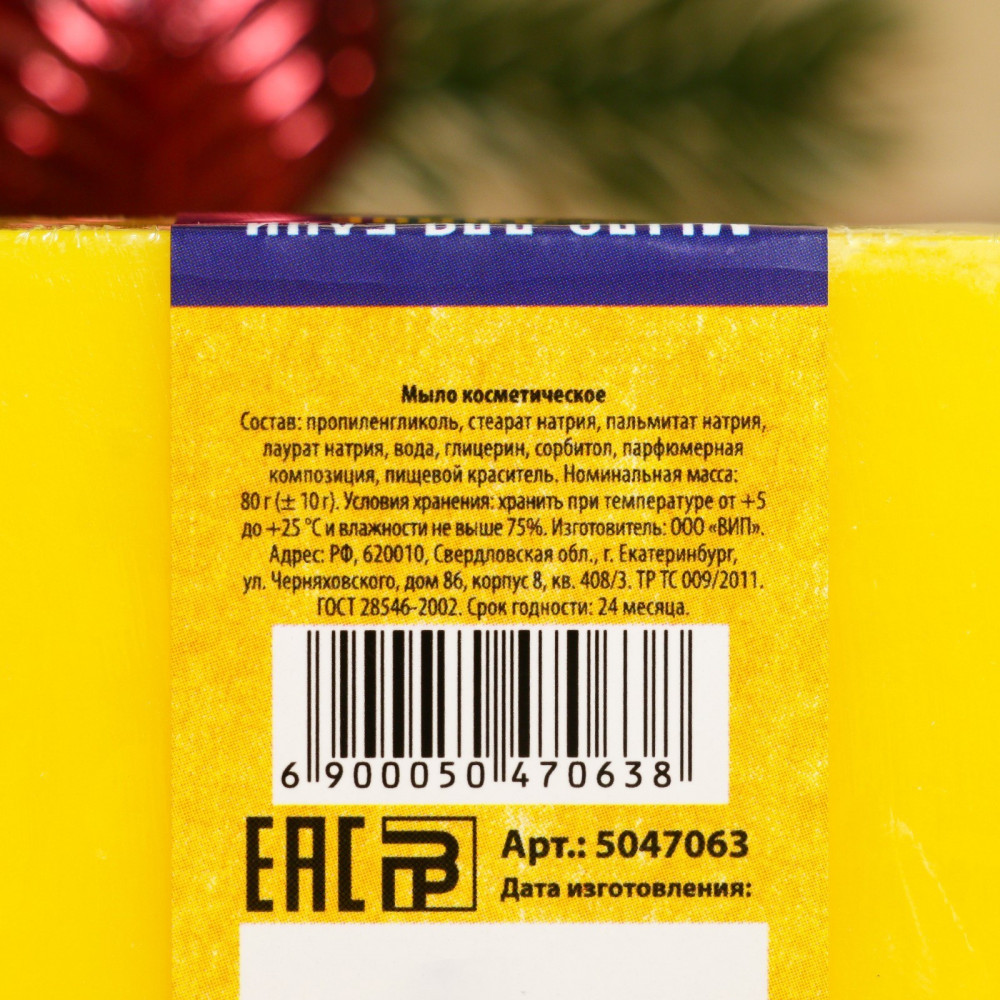 Мыло косметическое
Состав: пропиленгликоль, стеарат натрия, пальмитат натрия,
лаурат натрия, вода, глицерин, сорбитол, парфюмерная
композиция, пищевой краситель. Номинальная масса:
80 г (± 10 г). Условия хранения: хранить при температуре от +5
до +25 °С и влажности не выше 75%. Изготовитель: ООО «ВИП».
Адрес: РФ, 620010, Свердловская обл., г. Екатеринбург,
ул. Черняховского, дом 86, корпус 8, кв. 408/3. ТР ТС 009/2011.
ГОСТ 28546-2002. Срок годности: 24 месяца.
6 900050 470638
ЕАС Арт.: 5047063
Дата изготовления: